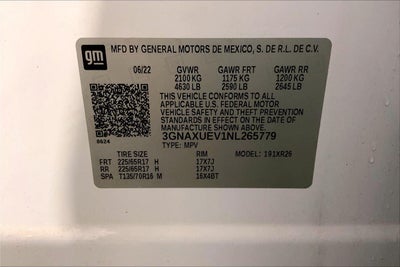 gm
MFD BY GENERAL MOTORS DE MEXICO, S. DE R.L. DE C.V.
06/22 GVWR GAWR FRT GAWR RR
2100 KG 1175 KG 1200 KG
4630 LB 2590 LB 2645 LB
THIS VEHICLE CONFORMS TO ALL
APPLICABLE U.S. FEDERAL MOTOR
VEHICLE SAFETY AND THEFT PREVENTION
STANDARDS IN EFFECT ON THE DATE OF
MANUFACTURE SHOWN ABOVE.
3GNAXUEV1NL265779
0624 TYPE: MPV MODEL: 191XR26
TIRE SIZE RIM
FRT 225/65R17 H 17X7J
RR 225/65R17 H 17X7J
SPA T135/70R16 M 16X4BT